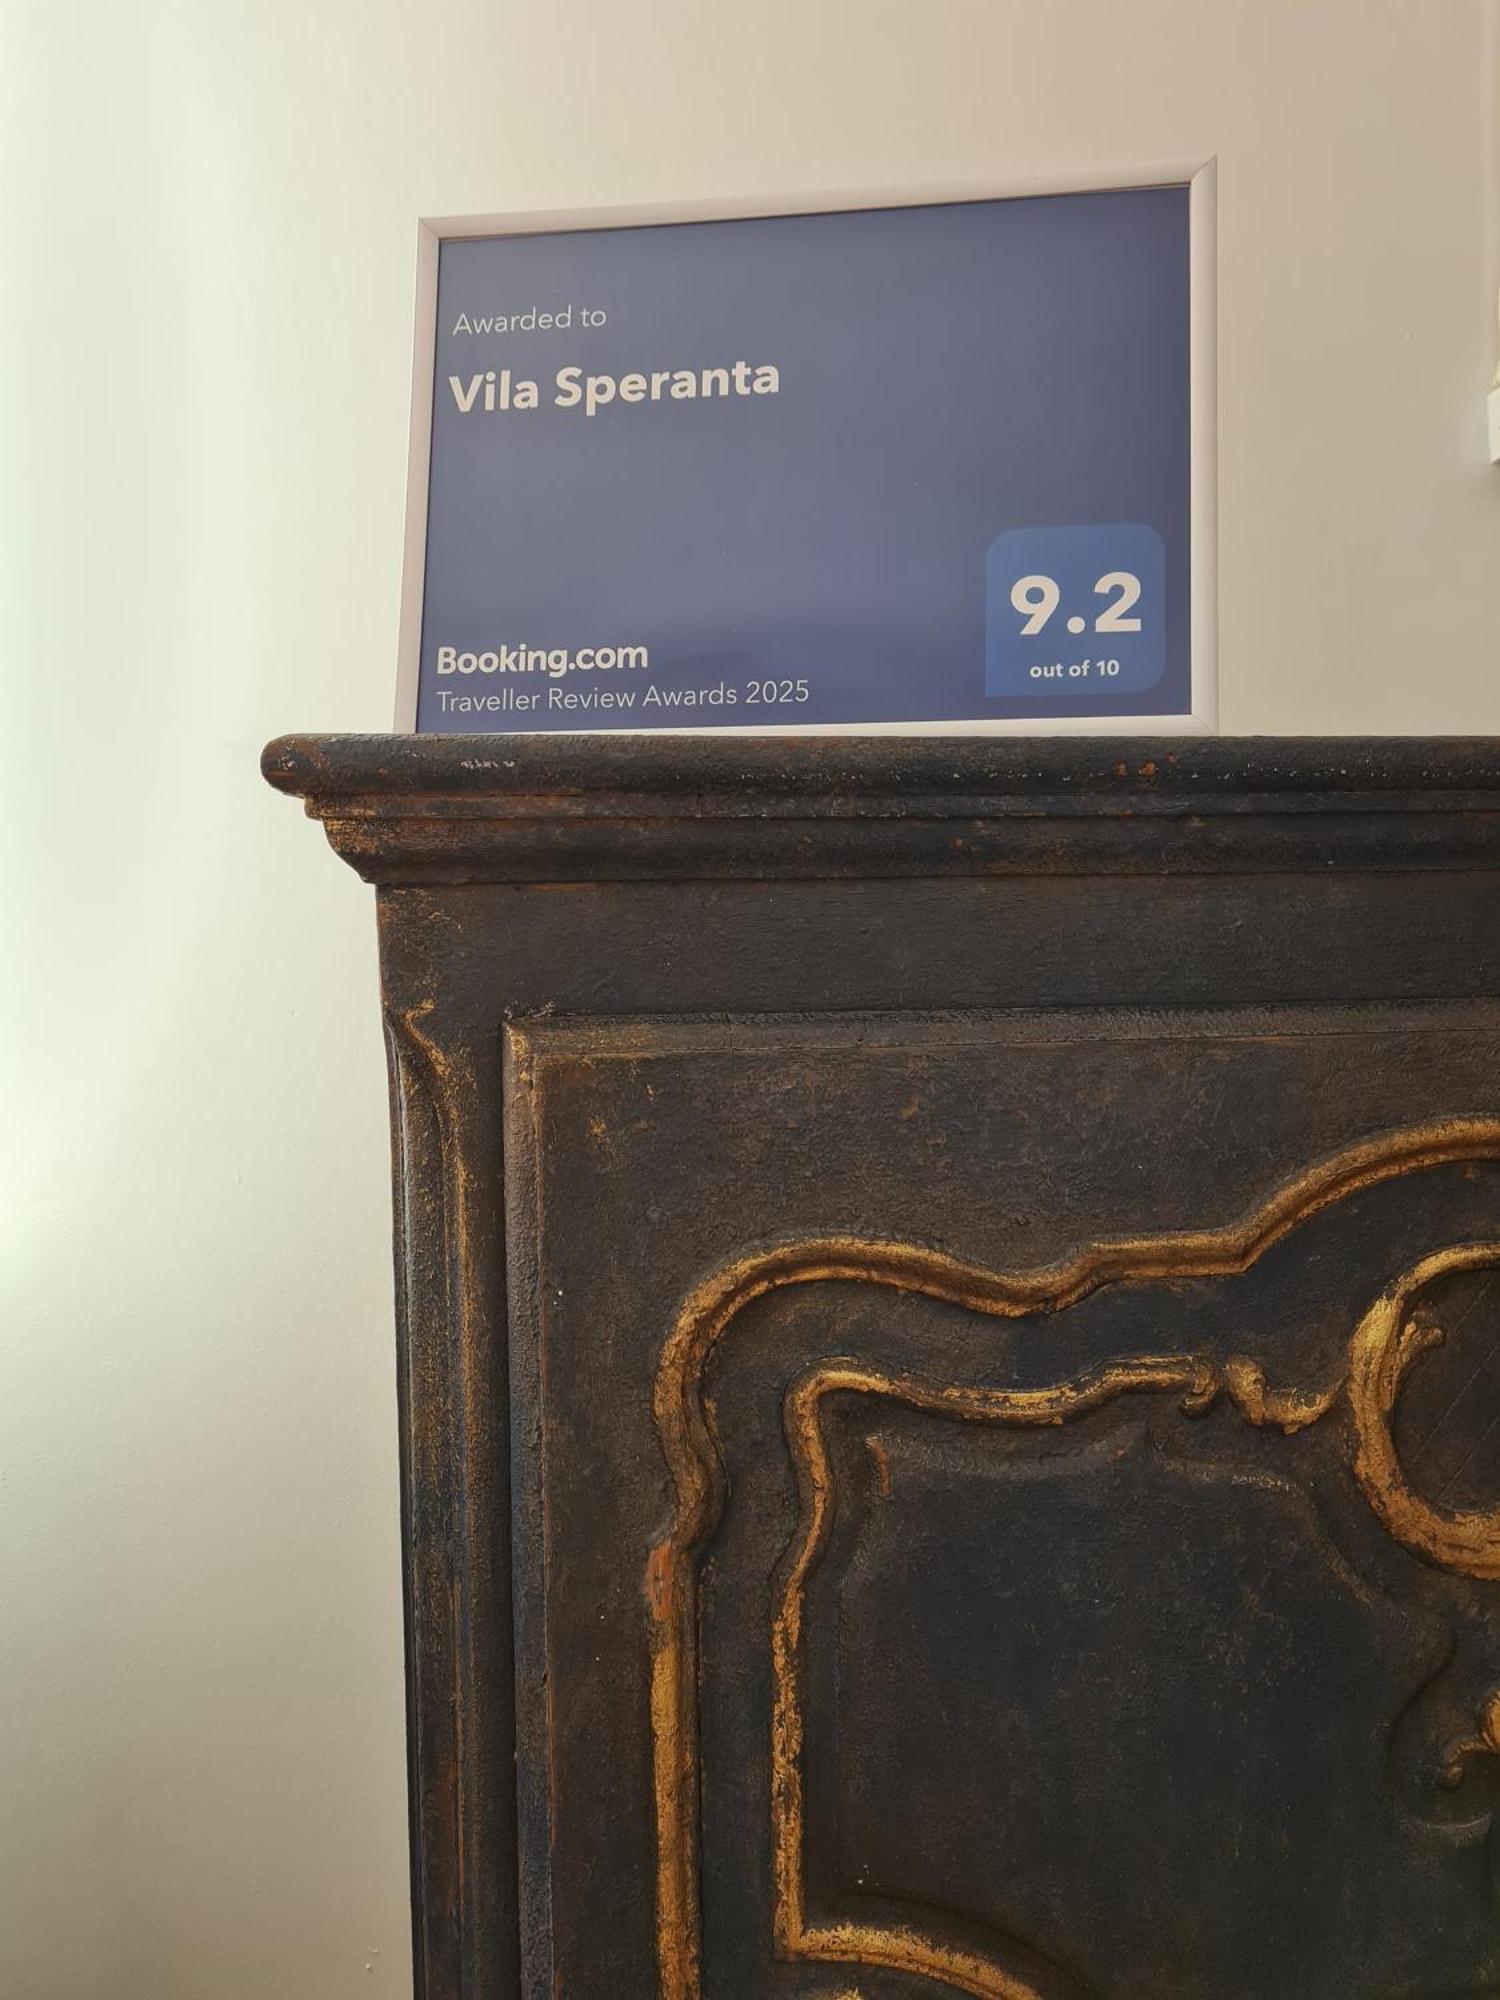 Awarded to
Vila Speranta
9.2
out of 10
Booking.com
Traveller Review Awards 2025